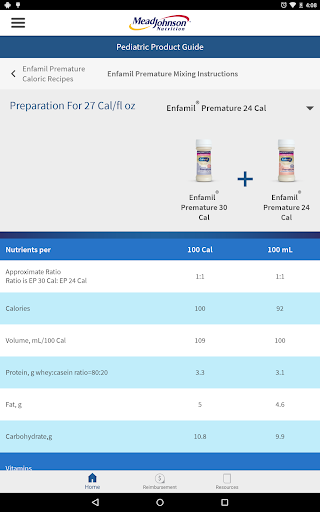 4:08
MeadJohnson
Nutrition
Pediatric Product Guide
Enfamil Premature
Caloric Recipes
Enfamil Premature Mixing Instructions
Preparation For 27 Cal/fl oz
Enfamil® Premature 24 Cal
+
Enfamil®
Premature 30
Cal
Enfamil®
Premature 24
Cal
Nutrients per 100 Cal 100 mL
Approximate Ratio
Ratio is EP 30 Cal: EP 24 Cal 1:1 1:1
Calories 100 92
Volume, mL/100 Cal 109 100
Protein, g whey:casein ratio=80:20 3.3 3.1
Fat, g 5 4.6
Carbohydrate,g 10.8 9.9
Vitamins
Home Reimbursement Resources